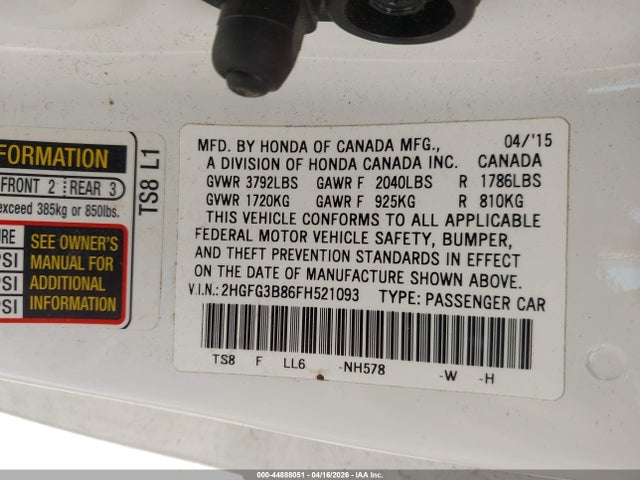 FORMATION
FRONT 2 REAR 3
exceed 385kg or 850lbs.
SEE OWNER'S
MANUAL FOR
ADDITIONAL
INFORMATION
PSI
PSI
TS8 L1
MFD. BY HONDA OF CANADA MFG., 04/'15
A DIVISION OF HONDA CANADA INC. CANADA
GVWR 3792LBS GAWR F 2040LBS R 1786LBS
GVWR 1720KG GAWR F 925KG R 810KG
THIS VEHICLE CONFORMS TO ALL APPLICABLE
FEDERAL MOTOR VEHICLE SAFETY, BUMPER,
AND THEFT PREVENTION STANDARDS IN EFFECT
ON THE DATE OF MANUFACTURE SHOWN ABOVE.
V.I.N.: 2HGFG3B86FH521093 TYPE: PASSENGER CAR
TS8 F LL6 -NH578 -W -H
000-44888051 - 04/16/2026 - IAA Inc.